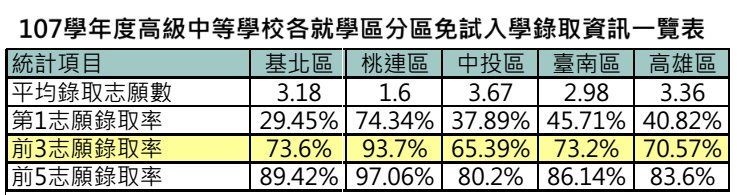 107學年度高級中等學校各就學區分區免試入學錄取資訊一覽表
統計項目 基北區 桃連區 中投區 臺南區 高雄區
平均錄取志願數 3.18 1.6 3.67 2.98 3.36
第1志願錄取率 29.45% 74.34% 37.89% 45.71% 40.82%
前3志願錄取率 73.6% 93.7% 65.39% 73.2% 70.57%
前5志願錄取率 89.42% 97.06% 80.2% 86.14% 83.6%